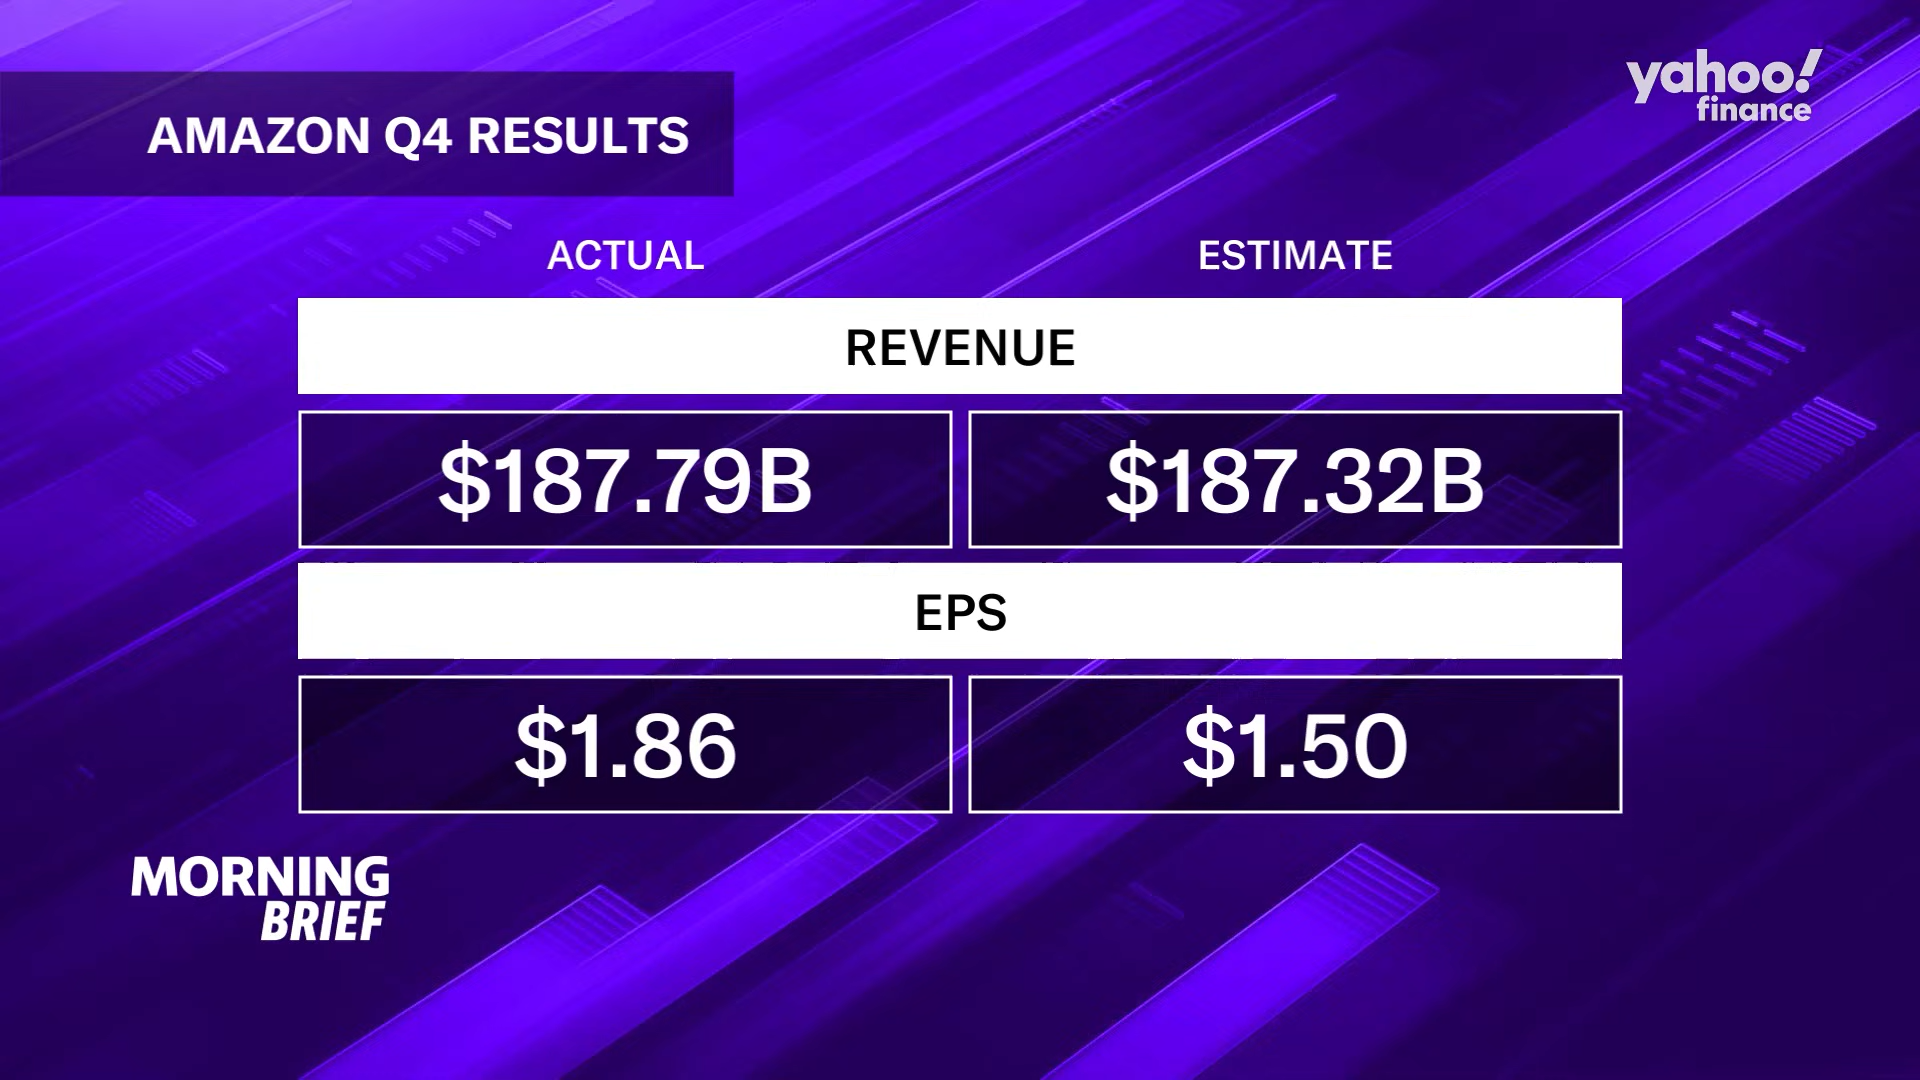 yahoo!
finance
AMAZON Q4 RESULTS
ACTUAL ESTIMATE
REVENUE
$187.79B $187.32B
EPS
$1.86 $1.50
MORNING
BRIEF